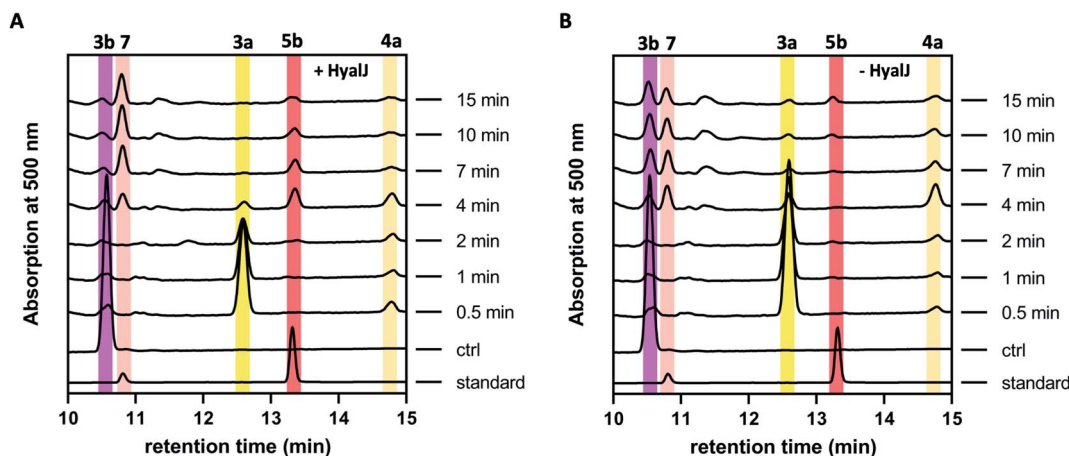 A
3b 7 3a 5b 4a
+ HyalJ
15 min
10 min
7 min
4 min
2 min
1 min
0.5 min
ctrl
standard
Absorption at 500 nm
10 11 12 13 14 15
retention time (min)
B
3b 7 3a 5b 4a
- HyalJ
15 min
10 min
7 min
4 min
2 min
1 min
0.5 min
ctrl
standard
Absorption at 500 nm
10 11 12 13 14 15
retention time (min)